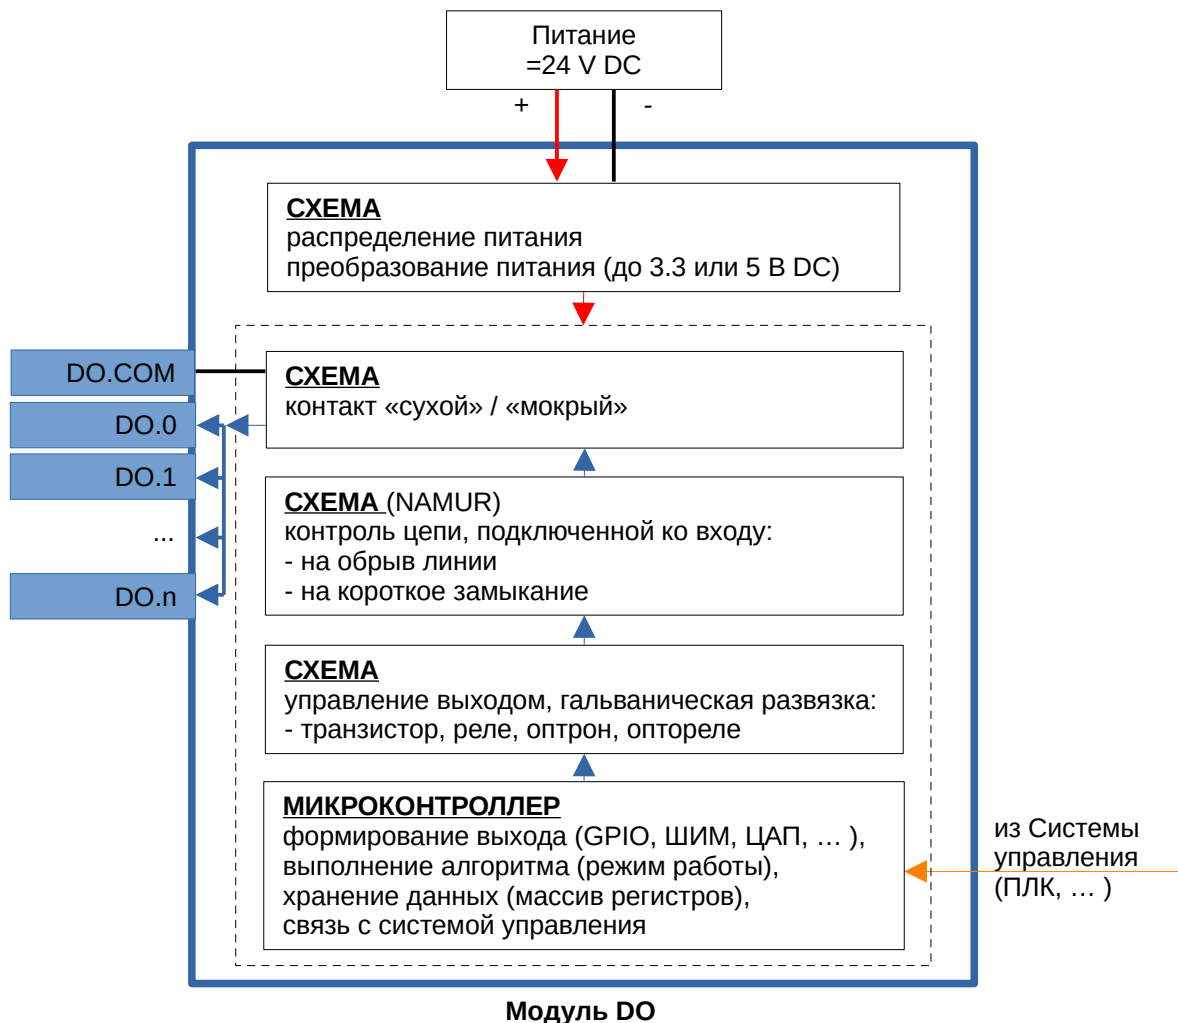 Питание
=24 V DC
+ -
СХЕМА
распределение питания
преобразование питания (до 3.3 или 5 В DC)
DO.COM
DO.0
DO.1
...
DO.n
СХЕМА
контакт «сухой» / «мокрый»
СХЕМА (NAMUR)
контроль цепи, подключенной ко входу:
- на обрыв линии
- на короткое замыкание
СХЕМА
управление выходом, гальваническая развязка:
- транзистор, реле, оптрон, оптореле
МИКРОКОНТРОЛЛЕР
формирование выхода (GPIO, ШИМ, ЦАП, … ),
выполнение алгоритма (режим работы),
хранение данных (массив регистров),
связь с системой управления
из Системы
управления
(ПЛК, … )
Модуль DO